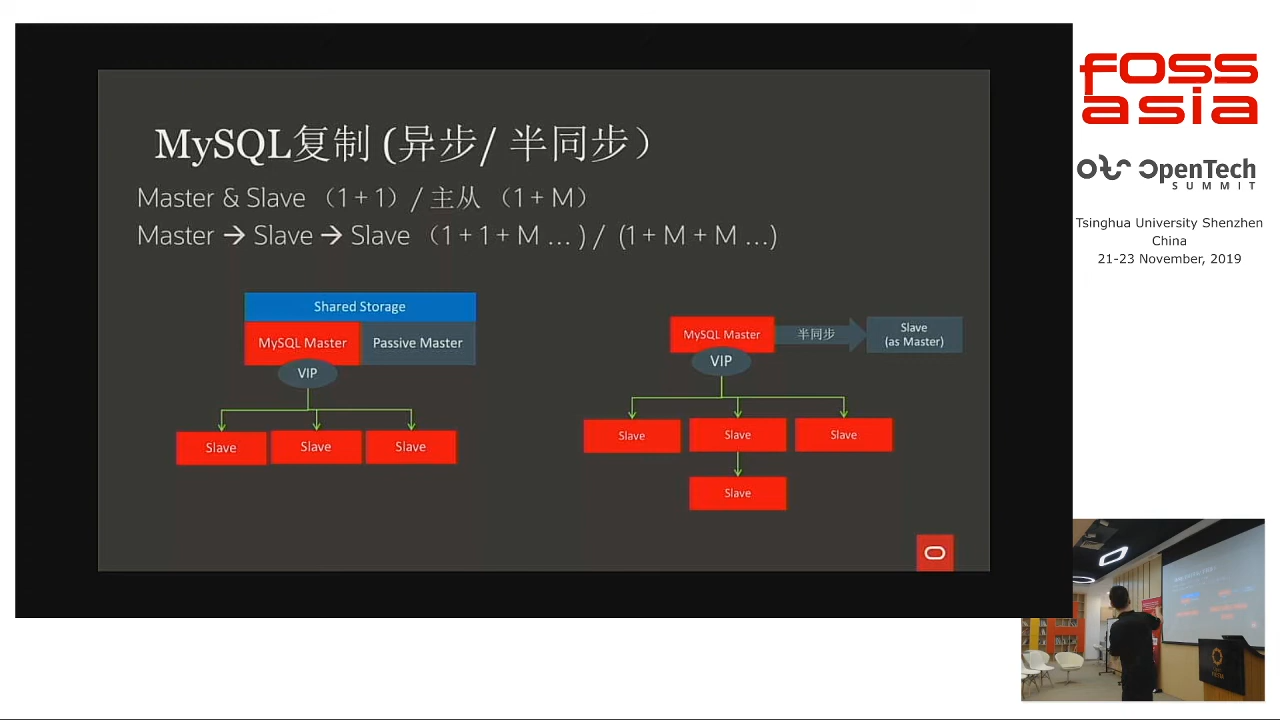 MySQL复制 (异步/ 半同步）
Master & Slave （1 + 1）/ 主从 （1 + M）
Master → Slave → Slave （1 + 1 + M … ) / (1 + M + M …)
Shared Storage
MySQL Master
Passive Master
VIP
Slave
Slave
Slave
MySQL Master
半同步
Slave
(as Master)
VIP
Slave
Slave
Slave
Slave
FOSS
asia
OpenTech
SUMMIT
Tsinghua University Shenzhen
China
21-23 November, 2019